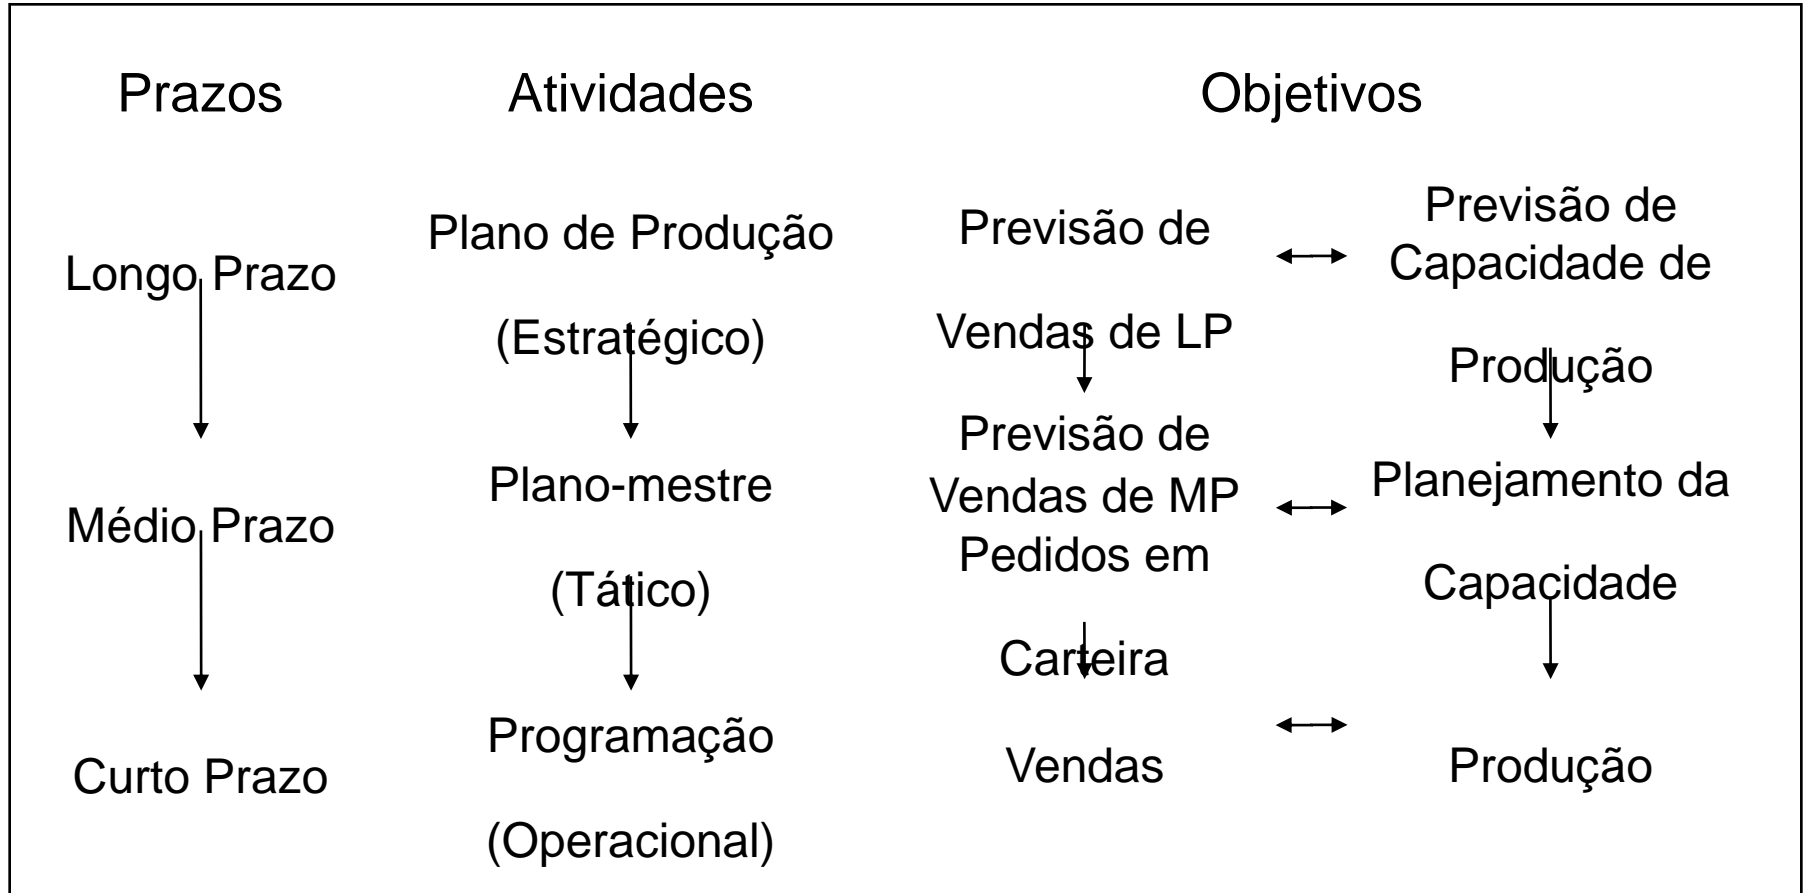 Prazos
Atividades
Objetivos
Longo Prazo
Plano de Produção
(Estratégico)
Previsão de
Vendas de LP
Previsão de
Capacidade de
Produção
Médio Prazo
Plano-mestre
(Tático)
Previsão de
Vendas de MP
Pedidos em
Carteira
Planejamento da
Capacidade
Curto Prazo
Programação
(Operacional)
Vendas
Produção